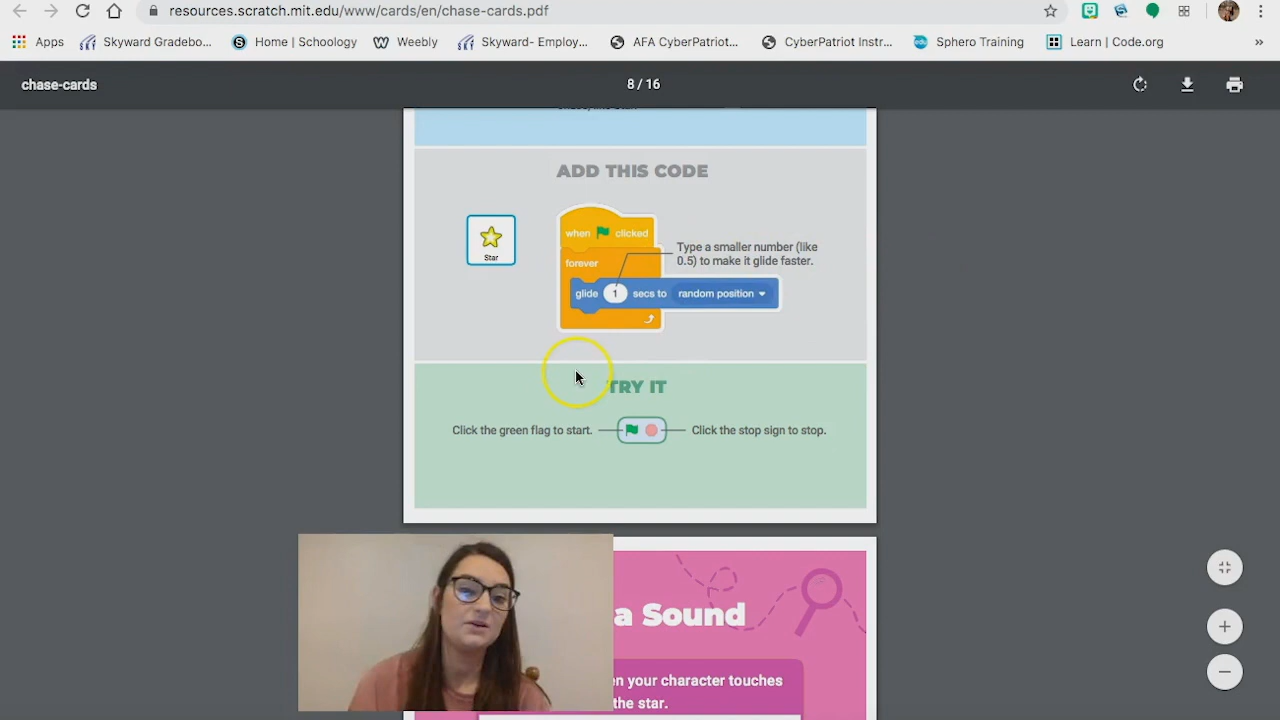 resources.scratch.mit.edu/www/cards/en/chase-cards.pdf
Apps Skyward Gradebo... Home | Schoology Weebly Skyward- Employ... AFA CyberPatriot... CyberPatriot Instr... Sphero Training Learn | Code.org »
chase-cards 8 / 16
ADD THIS CODE
Star
when clicked
forever
glide 1 secs to random position
Type a smaller number (like
0.5) to make it glide faster.
TRY IT
Click the green flag to start. Click the stop sign to stop.
a Sound
en your character touches
the star.